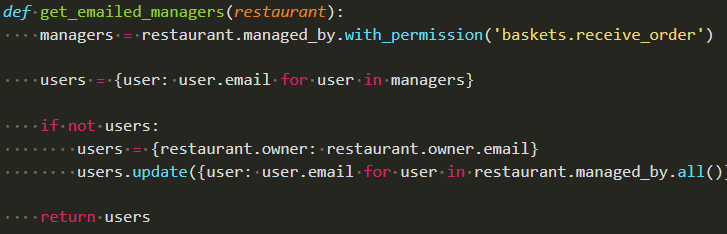 def get_emailed_managers(restaurant):
    managers = restaurant.managed_by.with_permission('baskets.receive_order')
    users = {user: user.email for user in managers}
    if not users:
        users = {restaurant.owner: restaurant.owner.email}
        users.update({user: user.email for user in restaurant.managed_by.all()}
    return users